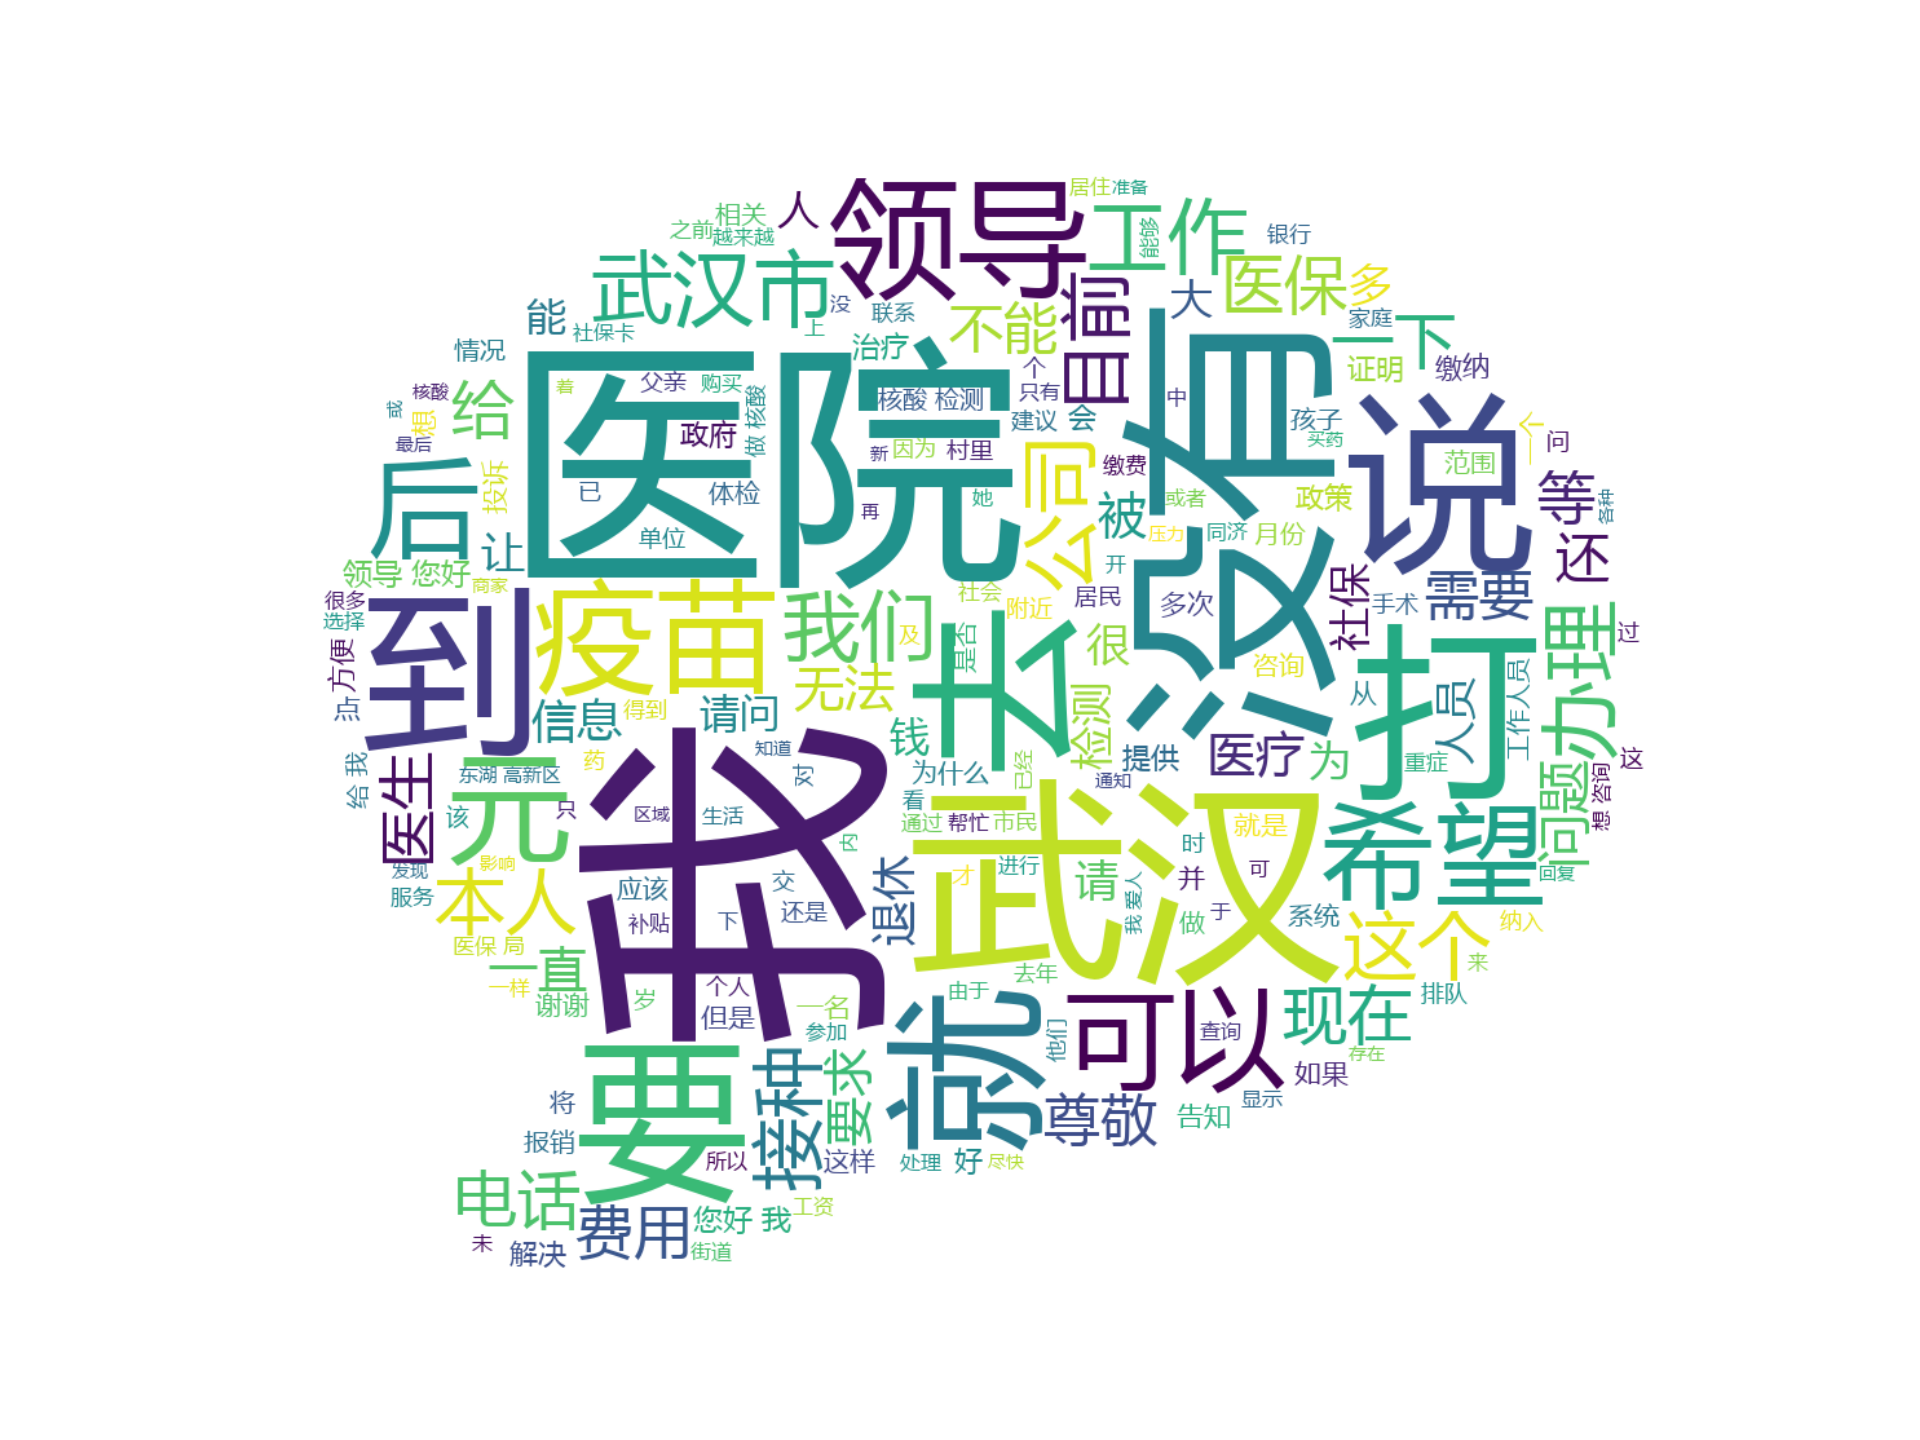 领导
居住
准备
人
相关
之前
越来越
工作
能够
银行
武汉市
没
上
联系
目前
大
医保
多
能
社保卡
不能
家庭
一下
情况
治疗
个
只有
证明
缴纳
核酸
想
或
最后
给
着
父亲
购买
做 核酸
核酸 检测
建议
会
中
没有
孩子
买药
一个
问
医院
政府
新
因为
村里
公司
缴费
说
范围
后
投诉
已
体检
她
再
被
或者
政策
等
各种
让
单位
压力
同济
月份
还
领导 您好
商家
社会
附近
居民
开
多次
社保
手术
需要
很多
选择
到
疫苗
我们
及
是否
很
办理
过
方便
点
信息
得到
请问
无法
去
检测
咨询
从
打
人员
工作人员
给 我
知道
钱
提供
医疗
为
重症
这
医生
东湖 高新区
药
对
为什么
已经
通知
问题
想 咨询
元
该
只
我
区域
生活
看
武汉
通过
帮忙
市民
时
就是
希望
发现
服务
影响
应该
交
内
退休
才
进行
请
并
可
回复
本人
补贴
下
还是
我 爱人
做
于
系统
这个
纳入
医保 局
一直
一样
谢谢
岁
个人
但是
一名
参加
由于
去年
来
排队
要
接种
要求
就
他们
可以
查询
现在
存在
如果
显示
将
报销
所以
这样
处理
好
尽快
尊敬
告知
电话
费用
您好 我
工资
未
解决
街道